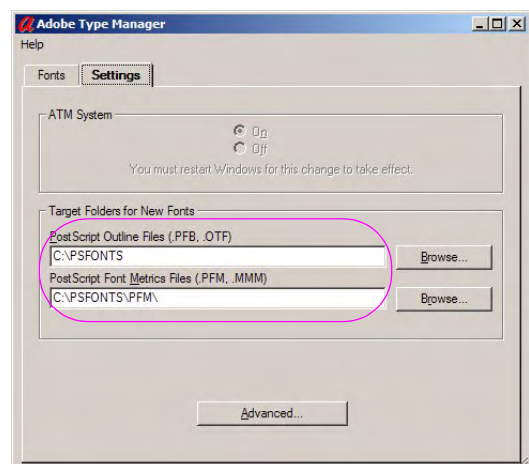 Adobe Type Manager
Help
Fonts Settings
ATM System
On
Off
You must restart Windows for this change to take effect.
Target Folders for New Fonts
PostScript Outline Files (.PFB, .OTF)
C:\PSFONTS
Browse...
PostScript Font Metrics Files (.PFM, .MMM)
C:\PSFONTS\PFM\
Browse...
Advanced...